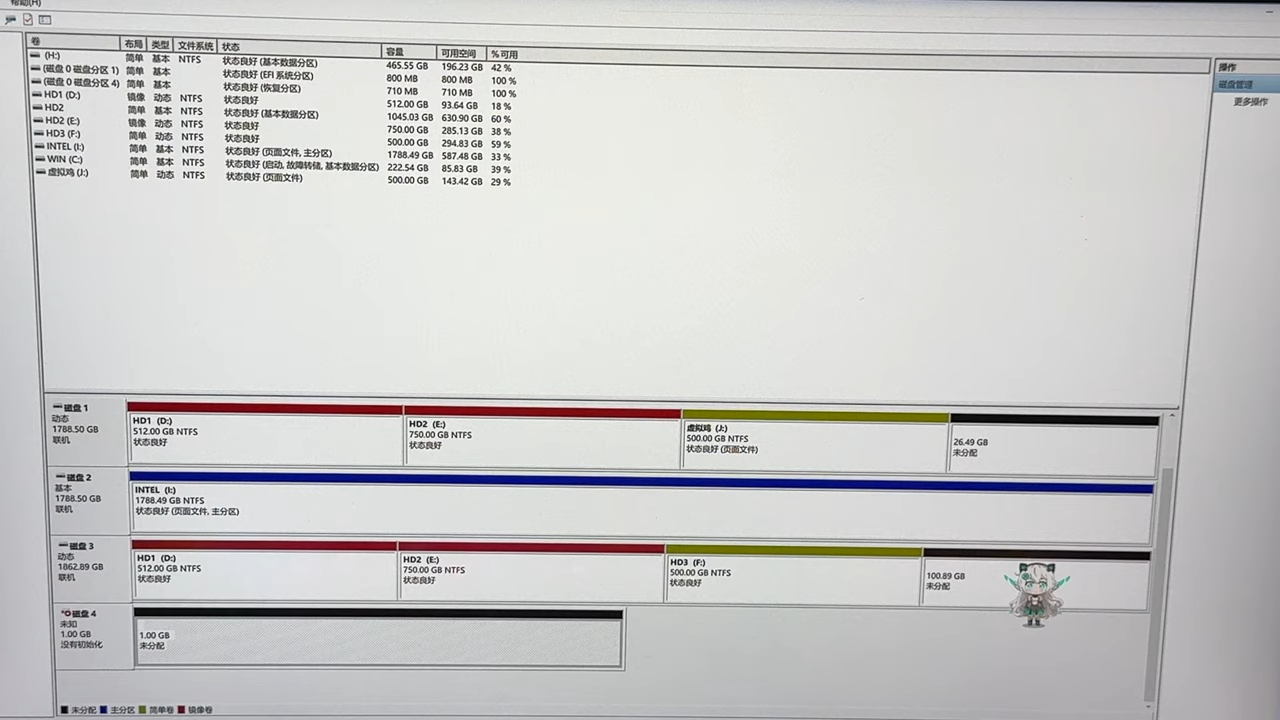 帮助(H)
卷 布局 类型 文件系统 状态 容量 可用空间 % 可用
(H:) 简单 基本 NTFS 状态良好 (基本数据分区) 465.55 GB 196.23 GB 42 %
(磁盘 0 磁盘分区 1) 简单 基本 状态良好 (EFI 系统分区) 800 MB 800 MB 100 %
(磁盘 0 磁盘分区 4) 简单 基本 状态良好 (恢复分区) 710 MB 710 MB 100 %
HD1 (D:) 镜像 动态 NTFS 状态良好 512.00 GB 93.64 GB 18 %
HD2 简单 基本 NTFS 状态良好 (基本数据分区) 1045.03 GB 630.90 GB 60 %
HD2 (E:) 镜像 动态 NTFS 状态良好 750.00 GB 285.13 GB 38 %
HD3 (F:) 简单 动态 NTFS 状态良好 500.00 GB 294.83 GB 59 %
INTEL (I:) 简单 基本 NTFS 状态良好 (页面文件, 主分区) 1788.49 GB 587.48 GB 33 %
WIN (C:) 简单 基本 NTFS 状态良好 (启动, 故障转储, 基本数据分区) 222.54 GB 85.83 GB 39 %
虚拟鸡 (J:) 简单 动态 NTFS 状态良好 (页面文件) 500.00 GB 143.42 GB 29 %
操作
磁盘管理
更多操作
磁盘 1
动态
1788.50 GB
联机
HD1 (D:)
512.00 GB NTFS
状态良好
HD2 (E:)
750.00 GB NTFS
状态良好
虚拟鸡 (J:)
500.00 GB NTFS
状态良好 (页面文件)
26.49 GB
未分配
磁盘 2
基本
1788.50 GB
联机
INTEL (I:)
1788.49 GB NTFS
状态良好 (页面文件, 主分区)
磁盘 3
动态
1862.89 GB
联机
HD1 (D:)
512.00 GB NTFS
状态良好
HD2 (E:)
750.00 GB NTFS
状态良好
HD3 (F:)
500.00 GB NTFS
状态良好
100.89 GB
未分配
磁盘 4
未知
1.00 GB
没有初始化
1.00 GB
未分配
未分配 主分区 简单卷 镜像卷